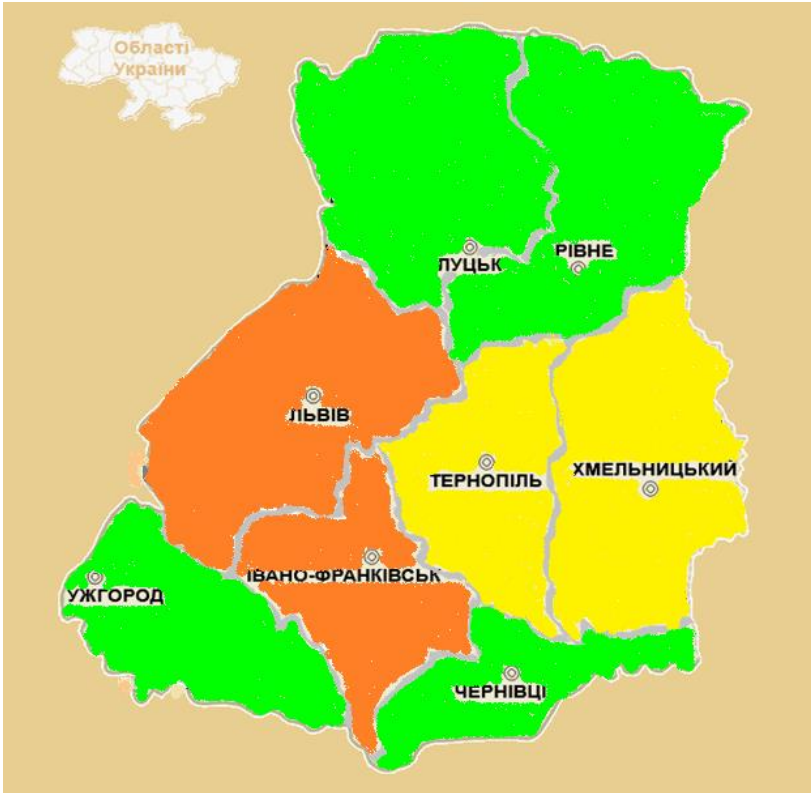 Області
України
ЛУЦЬК
РІВНЕ
ЛЬВІВ
ТЕРНОПІЛЬ
ХМЕЛЬНИЦЬКИЙ
ІВАНО-ФРАНКІВСЬК
УЖГОРОД
ЧЕРНІВЦІ